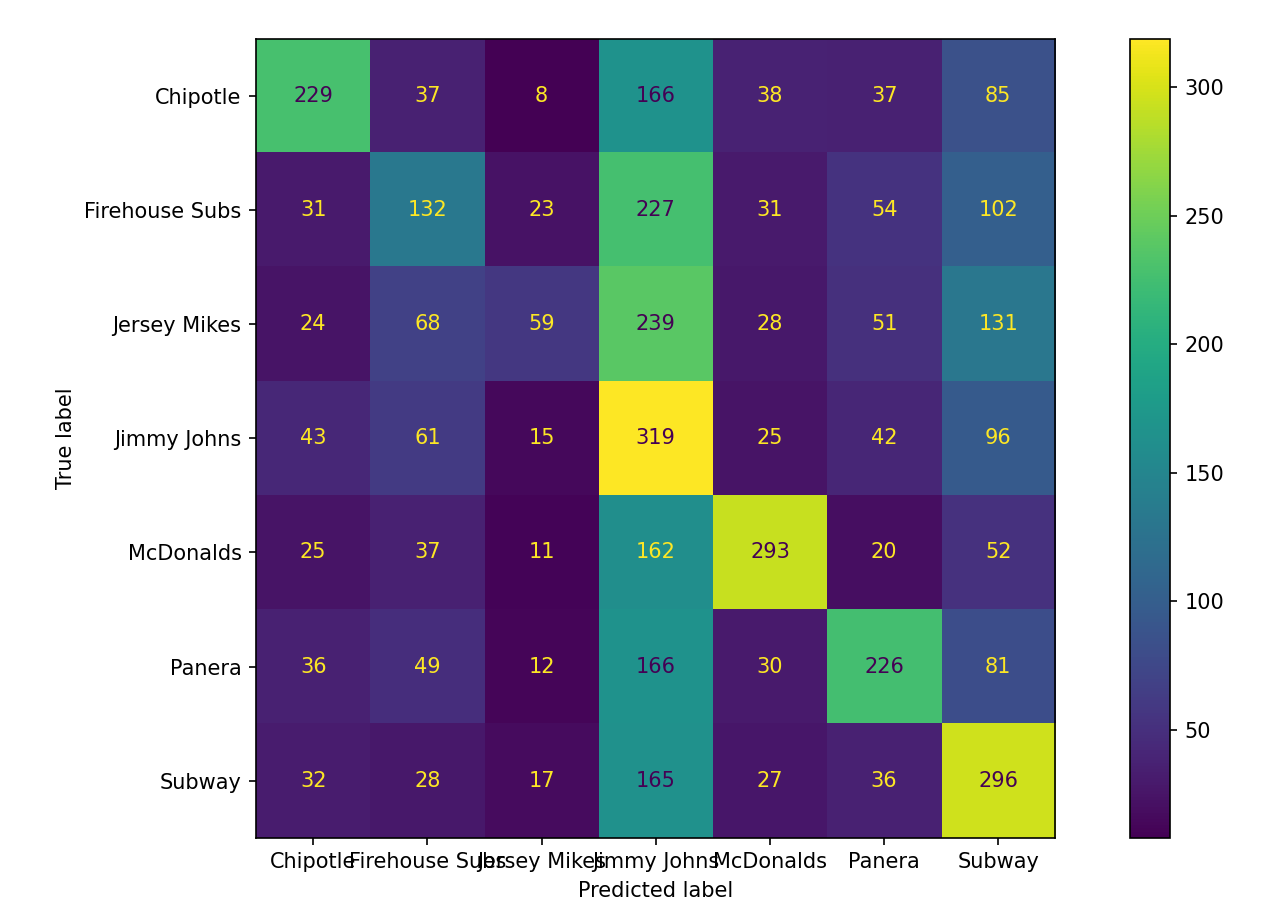 Chipotle 229 37 8 166 38 37 85
Firehouse Subs 31 132 23 227 31 54 102
Jersey Mikes 24 68 59 239 28 51 131
Jimmy Johns 43 61 15 319 25 42 96
McDonalds 25 37 11 162 293 20 52
Panera 36 49 12 166 30 226 81
Subway 32 28 17 165 27 36 296
True label
Chipotle Firehouse Subs Jersey Mikes Jimmy Johns McDonalds Panera Subway
Predicted label
300
250
200
150
100
50